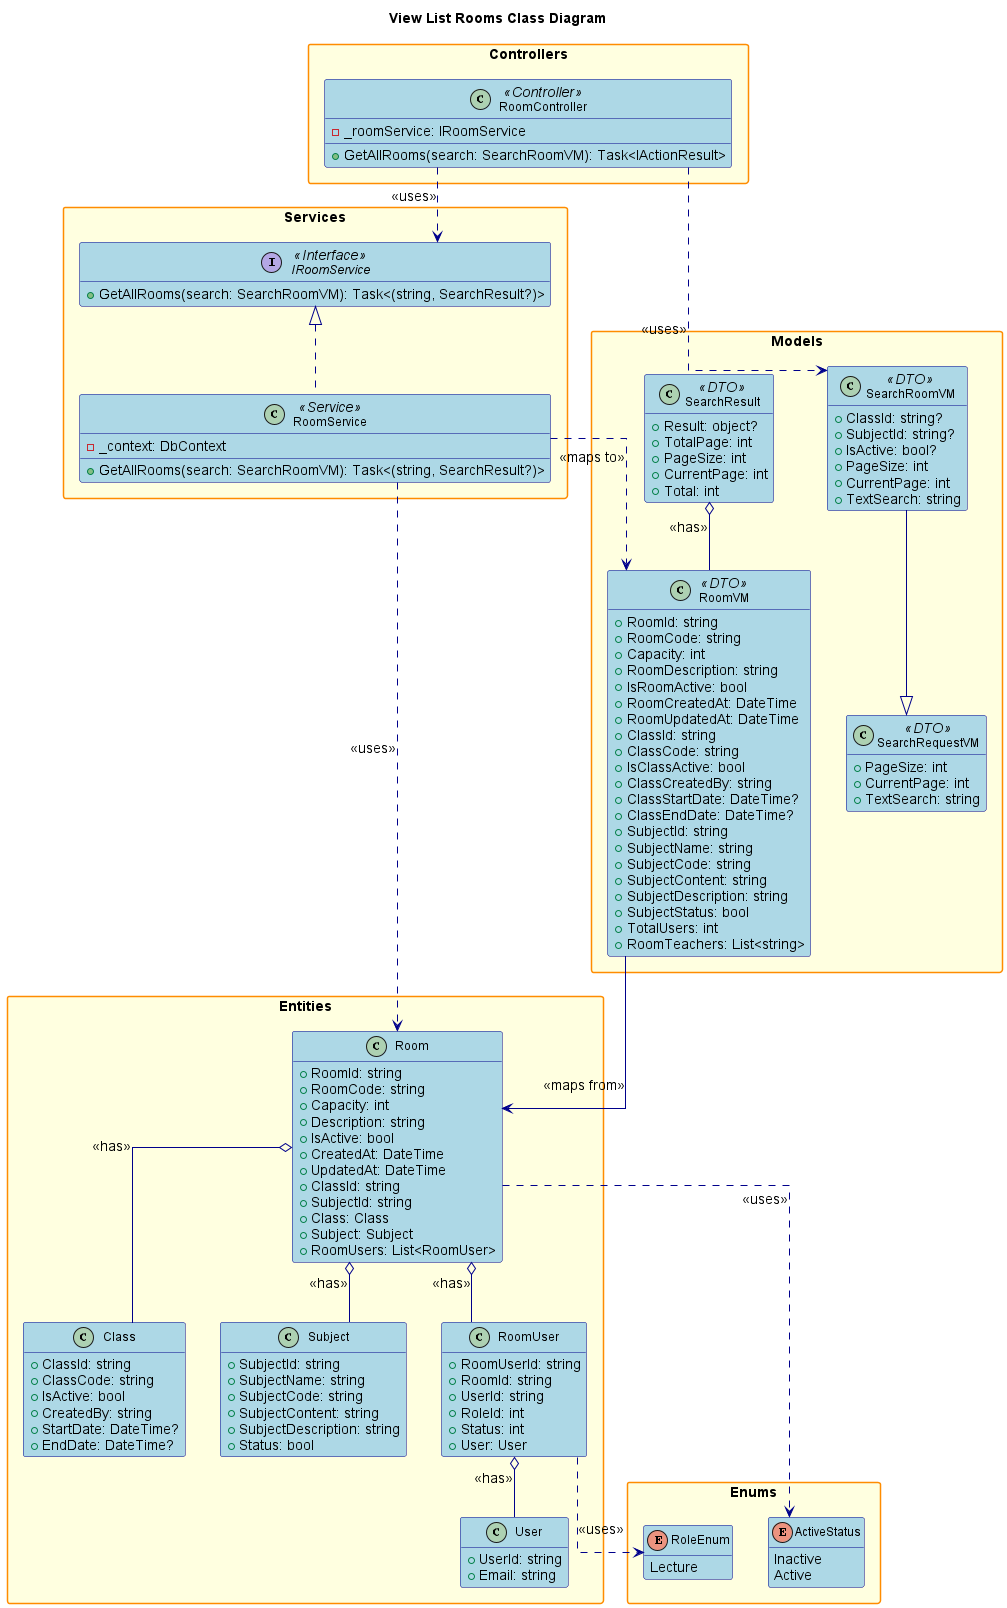 View List Rooms Class Diagram
Controllers
C
«Controller»
RoomController
_roomService: IRoomService
GetAllRooms(search: SearchRoomVM): Task<IActionResult>
«uses»
«uses»
Services
I
«Interface»
IRoomService
GetAllRooms(search: SearchRoomVM): Task<(string, SearchResult?)>
C
«Service»
RoomService
_context: DbContext
GetAllRooms(search: SearchRoomVM): Task<(string, SearchResult?)>
«maps to»
«uses»
Models
C
«DTO»
SearchResult
Result: object?
TotalPage: int
PageSize: int
CurrentPage: int
Total: int
«has»
C
«DTO»
SearchRoomVM
ClassId: string?
SubjectId: string?
IsActive: bool?
PageSize: int
CurrentPage: int
TextSearch: string
C
«DTO»
RoomVM
RoomId: string
RoomCode: string
Capacity: int
RoomDescription: string
IsRoomActive: bool
RoomCreatedAt: DateTime
RoomUpdatedAt: DateTime
ClassId: string
ClassCode: string
IsClassActive: bool
ClassCreatedBy: string
ClassStartDate: DateTime?
ClassEndDate: DateTime?
SubjectId: string
SubjectName: string
SubjectCode: string
SubjectContent: string
SubjectDescription: string
SubjectStatus: bool
TotalUsers: int
RoomTeachers: List<string>
C
«DTO»
SearchRequestVM
PageSize: int
CurrentPage: int
TextSearch: string
«maps from»
Entities
C
Room
RoomId: string
RoomCode: string
Capacity: int
Description: string
IsActive: bool
CreatedAt: DateTime
UpdatedAt: DateTime
ClassId: string
SubjectId: string
Class: Class
Subject: Subject
RoomUsers: List<RoomUser>
«has»
«uses»
«has»
«has»
C
Class
ClassId: string
ClassCode: string
IsActive: bool
CreatedBy: string
StartDate: DateTime?
EndDate: DateTime?
C
Subject
SubjectId: string
SubjectName: string
SubjectCode: string
SubjectContent: string
SubjectDescription: string
Status: bool
C
RoomUser
RoomUserId: string
RoomId: string
UserId: string
RoleId: int
Status: int
User: User
«has»
«uses»
C
User
UserId: string
Email: string
Enums
E
RoleEnum
Lecture
E
ActiveStatus
Inactive
Active